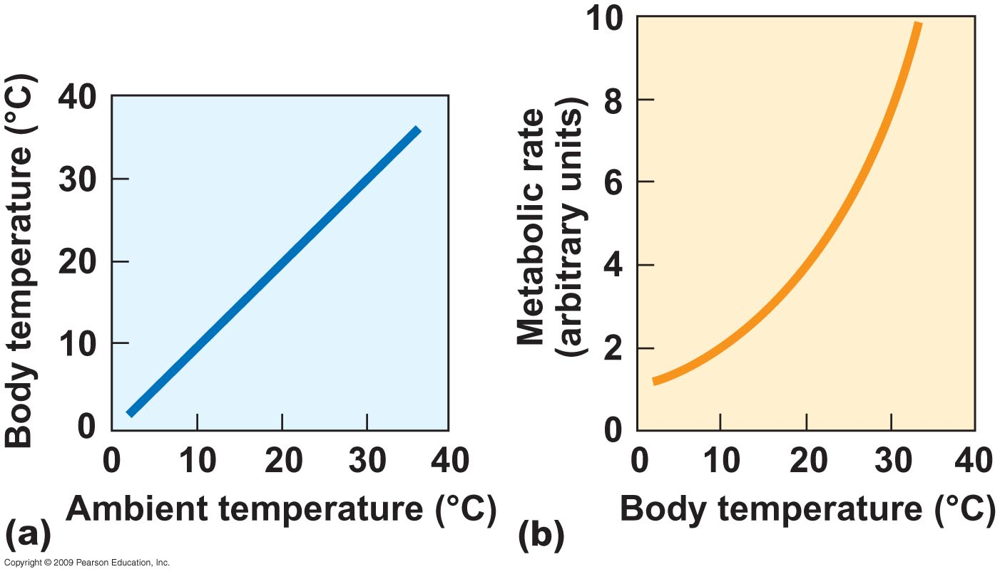 Body temperature (°C)
40
30
20
10
0
0 10 20 30 40
Ambient temperature (°C)
(a)
Metabolic rate
(arbitrary units)
10
8
6
4
2
0
0 10 20 30 40
Body temperature (°C)
(b)
Copyright © 2009 Pearson Education, Inc.